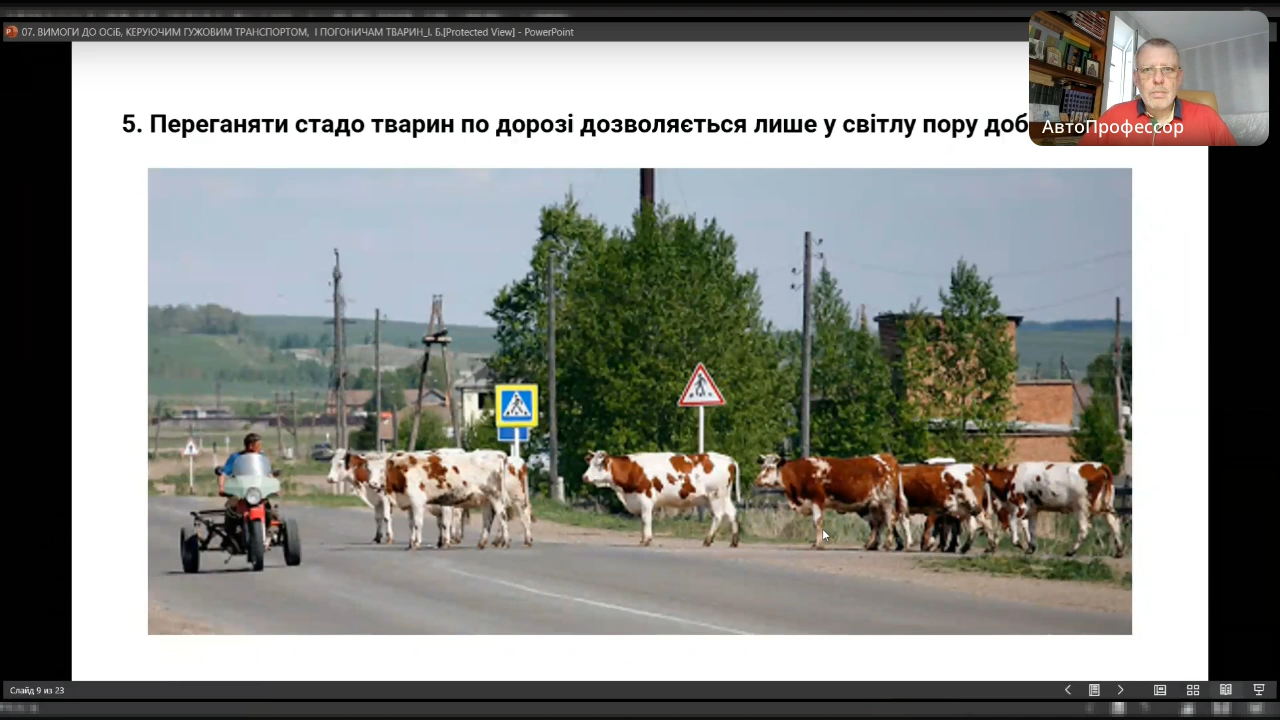 07. ВИМОГИ ДО ОСіБ, КЕРУЮЧИМ ГУЖОВИМ ТРАНСПОРТОМ,  І ПОГОНИЧАМ ТВАРИН_І. Б.[Protected View] - PowerPoint
АвтоПрофессор
5. Переганяти стадо тварин по дорозі дозволяється лише у світлу пору
Слайд 9 из 23